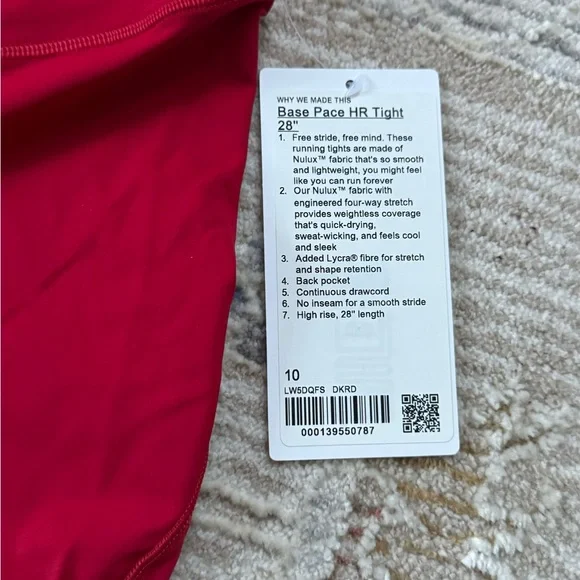 WHY WE MADE THIS
Base Pace HR Tight
28"
1. Free stride, free mind. These
running tights are made of
Nulux™ fabric that's so smooth
and lightweight, you might feel
like you can run forever
2. Our Nulux™ fabric with
engineered four-way stretch
provides weightless coverage
that's quick-drying,
sweat-wicking, and feels cool
and sleek
3. Added Lycra® fibre for stretch
and shape retention
4. Back pocket
5. Continuous drawcord
6. No inseam for a smooth stride
7. High rise, 28" length
10
LW5DQFS DKRD
000139550787